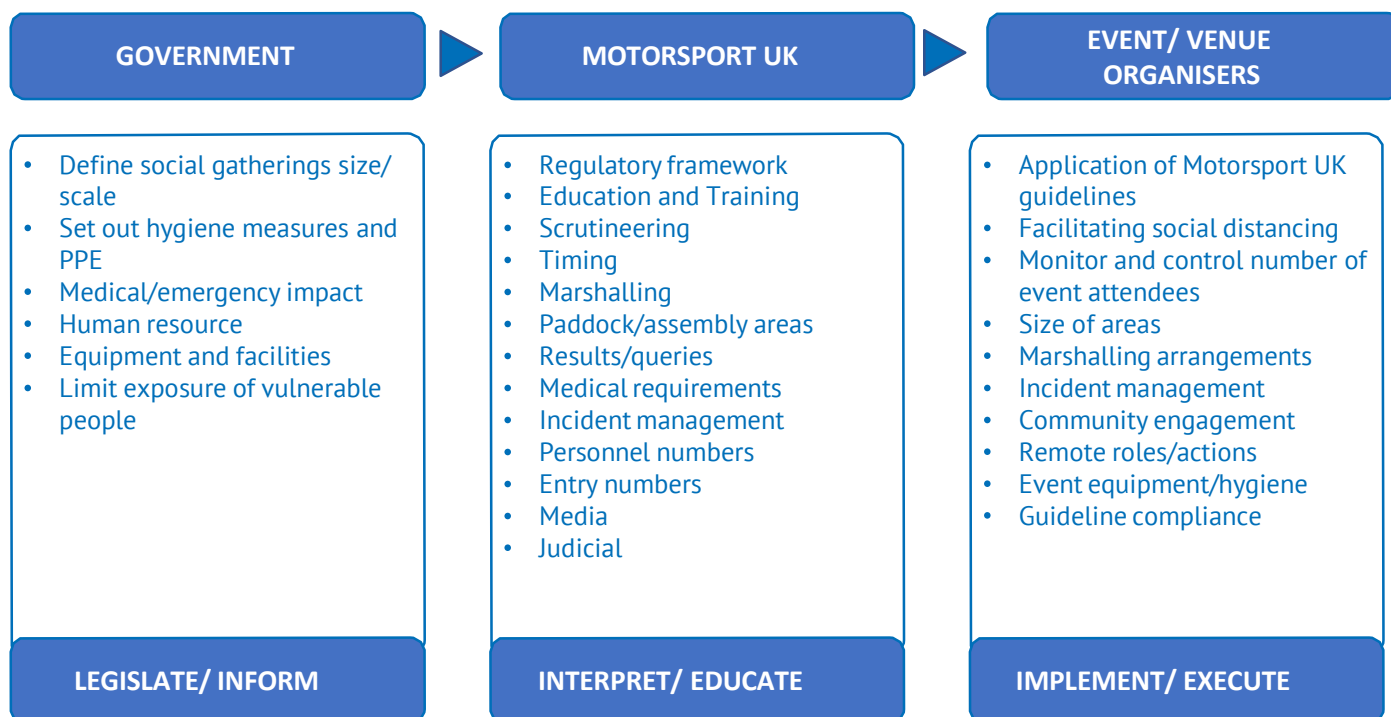 GOVERNMENT
MOTORSPORT UK
EVENT/ VENUE
ORGANISERS
• Define social gatherings size/
scale
• Set out hygiene measures and
PPE
• Medical/emergency impact
• Human resource
• Equipment and facilities
• Limit exposure of vulnerable
people
LEGISLATE/ INFORM
• Regulatory framework
• Education and Training
• Scrutineering
• Timing
• Marshalling
• Paddock/assembly areas
• Results/queries
• Medical requirements
• Incident management
• Personnel numbers
• Entry numbers
• Media
• Judicial
INTERPRET/ EDUCATE
• Application of Motorsport UK
guidelines
• Facilitating social distancing
• Monitor and control number of
event attendees
• Size of areas
• Marshalling arrangements
• Incident management
• Community engagement
• Remote roles/actions
• Event equipment/hygiene
• Guideline compliance
IMPLEMENT/ EXECUTE